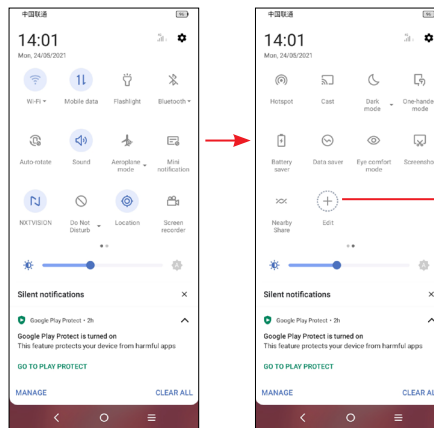 中国联通
96
14:01
Mon, 24/05/2021
Wi-Fi
Mobile data
Flashlight
Bluetooth
Auto-rotate
Sound
Aeroplane mode
Mini notification
NXTVISION
Do Not Disturb
Location
Screen recorder
Silent notifications
Google Play Protect • 2h
Google Play Protect is turned on
This feature protects your device from harmful apps
GO TO PLAY PROTECT
MANAGE
CLEAR ALL
中国联通
14:01
Mon, 24/05/2021
Hotspot
Cast
Dark mode
One-hande
mode
Battery saver
Data saver
Eye comfort mode
Screensho
Nearby Share
Edit
Silent notifications
Google Play Protect • 2h
Google Play Protect is turned on
This feature protects your device from harmful apps
GO TO PLAY PROTECT
MANAGE
CLEAR AL